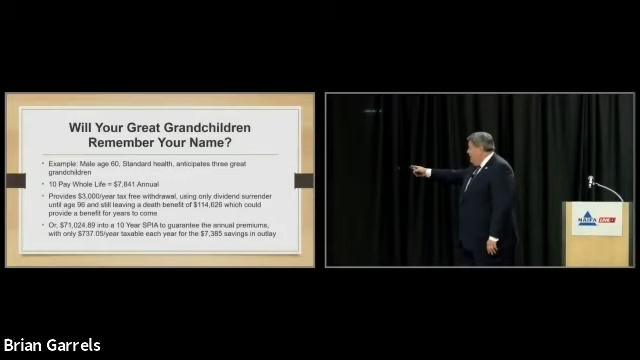 Will Your Great Grandchildren
Remember Your Name?
• Example: Male age 60, Standard health, anticipates three great
grandchildren
• 10 Pay Whole Life = $7,841 Annual
• Provides $3,000/year tax free withdrawal, using only dividend surrender
until age 96 and still leaving a death benefit of $114,626 which could
provide a benefit for years to come
• Or, $71,024.89 into a 10 Year SPIA to guarantee the annual premiums,
with only $737.05/year taxable each year for the $7,385 savings in outlay
NAIFA LIVE
Brian Garrels